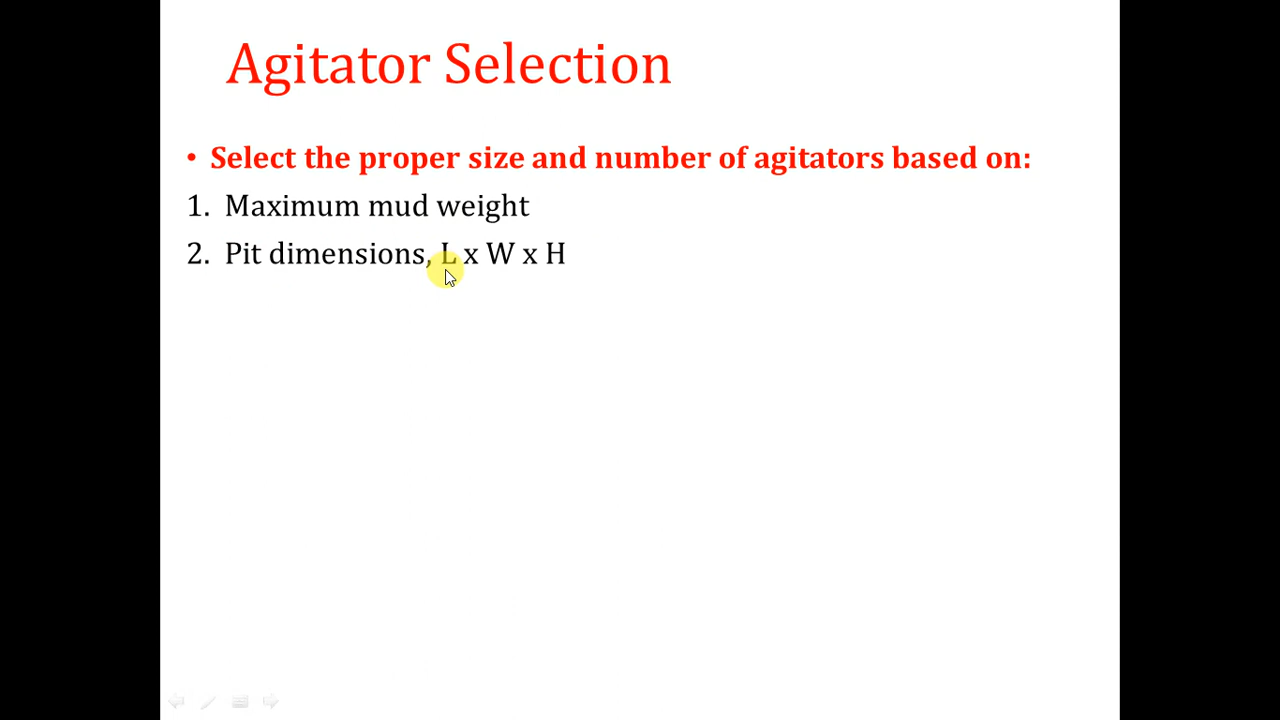 Agitator Selection
• Select the proper size and number of agitators based on:
1. Maximum mud weight
2. Pit dimensions, L x W x H